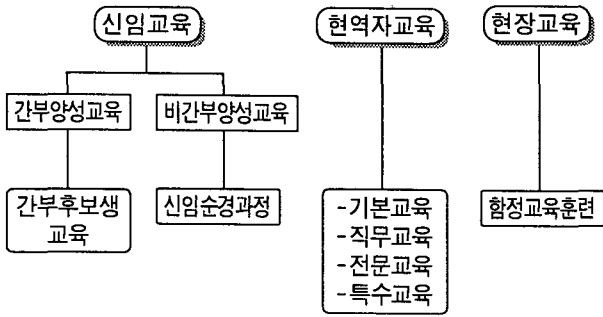 신임교육
현역자교육
현장교육
간부양성교육
비간부양성교육
간부후보생
교육
신임순경과정
-기본교육
-직무교육
-전문교육
-특수교육
함정교육훈련